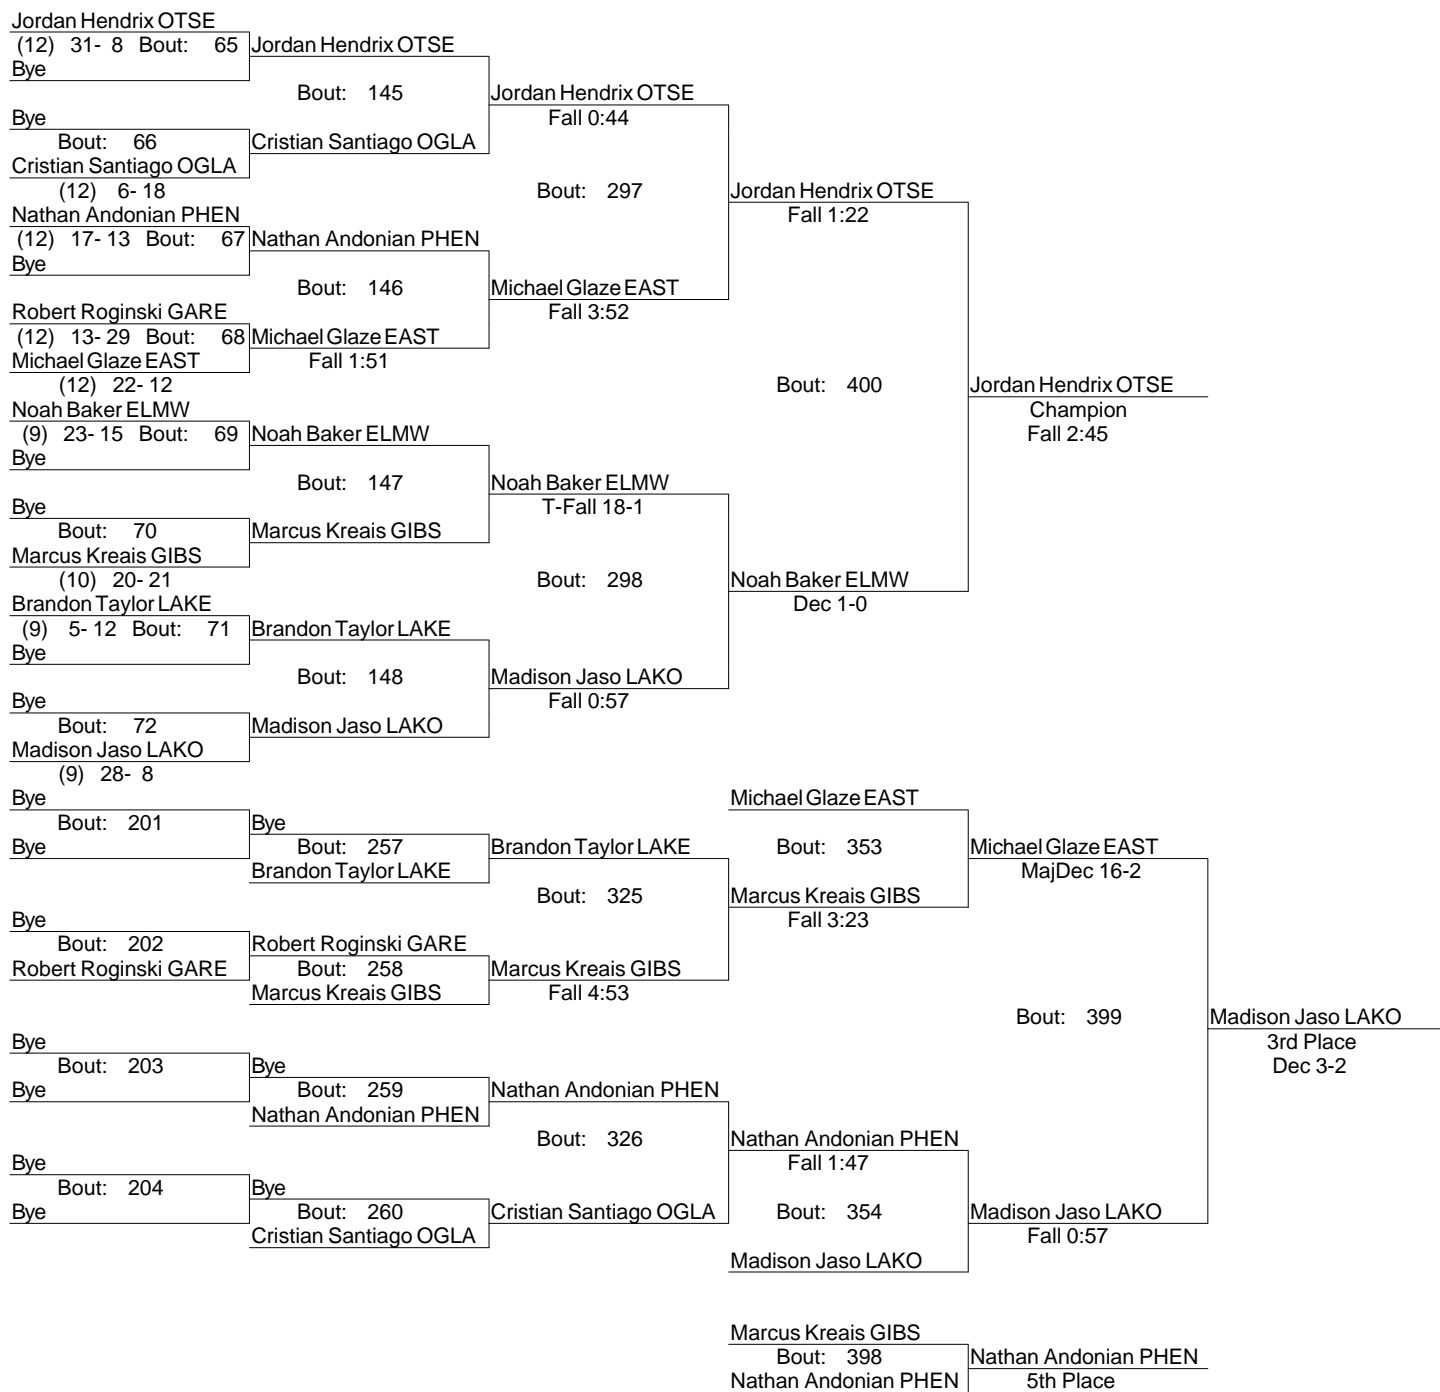 Jordan Hendrix OTSE
(12) 31- 8 Bout: 65
Bye
Bye
Bout: 66
Cristian Santiago OGLA
(12) 6- 18
Nathan Andonian PHEN
(12) 17- 13 Bout: 67
Bye
Robert Roginski GARE
(12) 13- 29 Bout: 68
Michael Glaze EAST
(12) 22- 12
Noah Baker ELMW
(9) 23- 15 Bout: 69
Bye
Bye
Bout: 70
Marcus Kreais GIBS
(10) 20- 21
Brandon Taylor LAKE
(9) 5- 12 Bout: 71
Bye
Bye
Bout: 72
Madison Jaso LAKO
(9) 28- 8
Jordan Hendrix OTSE
Bout: 145
Cristian Santiago OGLA
Nathan Andonian PHEN
Bout: 146
Michael Glaze EAST
Fall 1:51
Noah Baker ELMW
Bout: 147
Marcus Kreais GIBS
Brandon Taylor LAKE
Bout: 148
Madison Jaso LAKO
Jordan Hendrix OTSE
Fall 0:44
Bout: 297
Michael Glaze EAST
Fall 3:52
Noah Baker ELMW
T-Fall 18-1
Bout: 298
Madison Jaso LAKO
Fall 0:57
Jordan Hendrix OTSE
Fall 1:22
Bout: 400
Noah Baker ELMW
Dec 1-0
Jordan Hendrix OTSE
Champion
Fall 2:45
Bye
Bout: 201
Bye
Bye
Bout: 202
Robert Roginski GARE
Bye
Bout: 203
Bye
Bye
Bout: 204
Bye
Bye
Bout: 257
Brandon Taylor LAKE
Robert Roginski GARE
Bout: 258
Marcus Kreais GIBS
Bye
Bout: 259
Nathan Andonian PHEN
Bye
Bout: 260
Cristian Santiago OGLA
Brandon Taylor LAKE
Bout: 325
Marcus Kreais GIBS
Fall 4:53
Nathan Andonian PHEN
Bout: 326
Cristian Santiago OGLA
Michael Glaze EAST
Bout: 353
Marcus Kreais GIBS
Fall 3:23
Nathan Andonian PHEN
Fall 1:47
Bout: 354
Madison Jaso LAKO
Michael Glaze EAST
MajDec 16-2
Bout: 399
Madison Jaso LAKO
Fall 0:57
Madison Jaso LAKO
3rd Place
Dec 3-2
Marcus Kreais GIBS
Bout: 398
Nathan Andonian PHEN
Nathan Andonian PHEN
5th Place